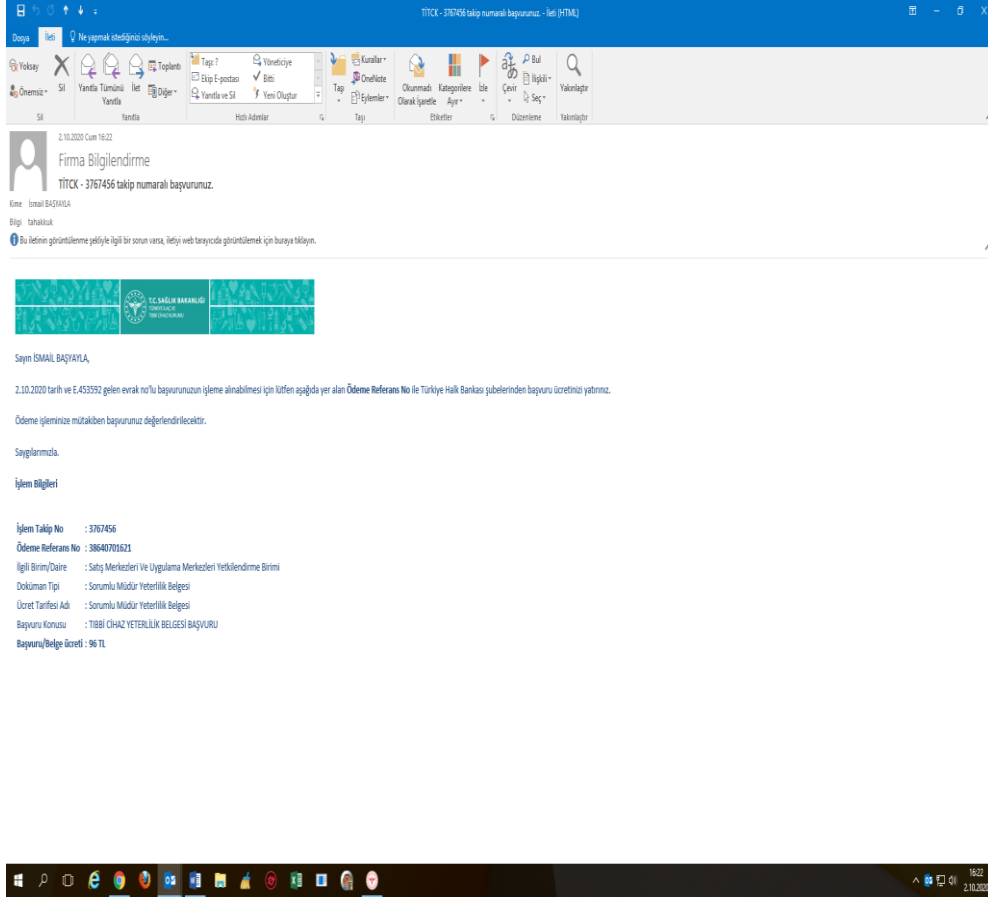 TİTCK - 3767456 takip numaralı başvurunuz. - İleti (HTML)
Dosya İleti Ne yapmak istediğinizi söyleyin...
Yoksay
Önemsiz
Sil
Yanıtla Tümünü Yanıtla İlet
Toplantı
Diğer
Taşı: ?
Ekip E-postası
Yanıtla ve Sil
Yöneticiye
Bitti
Yeni Oluştur
Taşı
Kurallar
OneNote
Eylemler
Okunmadı Olarak İşaretle
Kategorilere Ayır
İzle
Çevir
Bul
İlişkili
Seç
Yakınlaştır
Sil Yanıtla Hızlı Adımlar Taşı Etiketler Düzenleme Yakınlaştır
2.10.2020 Cum 16:22
Firma Bilgilendirme
TİTCK - 3767456 takip numaralı başvurunuz.
Kime İsmail BAŞYAYLA
Bilgi tahakkuk
Bu iletinin görüntülenme şekliyle ilgili bir sorun varsa, iletiyi web tarayıcıda görüntülemek için buraya tıklayın.
T.C. SAĞLIK BAKANLIĞI
TÜRKİYE İLAÇ VE
TIBBİ CİHAZ KURUMU
Sayın İSMAİL BAŞYAYLA,
2.10.2020 tarih ve E.453592 gelen evrak no'lu başvurunuzun işleme alınabilmesi için lütfen aşağıda yer alan Ödeme Referans No ile Türkiye Halk Bankası şubelerinden başvuru ücretinizi yatırınız.
Ödeme işleminize mütakiben başvurunuz değerlendirilecektir.
Saygılarımızla.
İşlem Bilgileri
İşlem Takip No : 3767456
Ödeme Referans No : 38640701621
İlgili Birim/Daire : Satış Merkezleri Ve Uygulama Merkezleri Yetkilendirme Birimi
Doküman Tipi : Sorumlu Müdür Yeterlilik Belgesi
Ücret Tarifesi Adı : Sorumlu Müdür Yeterlilik Belgesi
Başvuru Konusu : TIBBİ CİHAZ YETERLİLİK BELGESİ BAŞVURU
Başvuru/Belge ücreti : 96 TL
16:22
2.10.2020